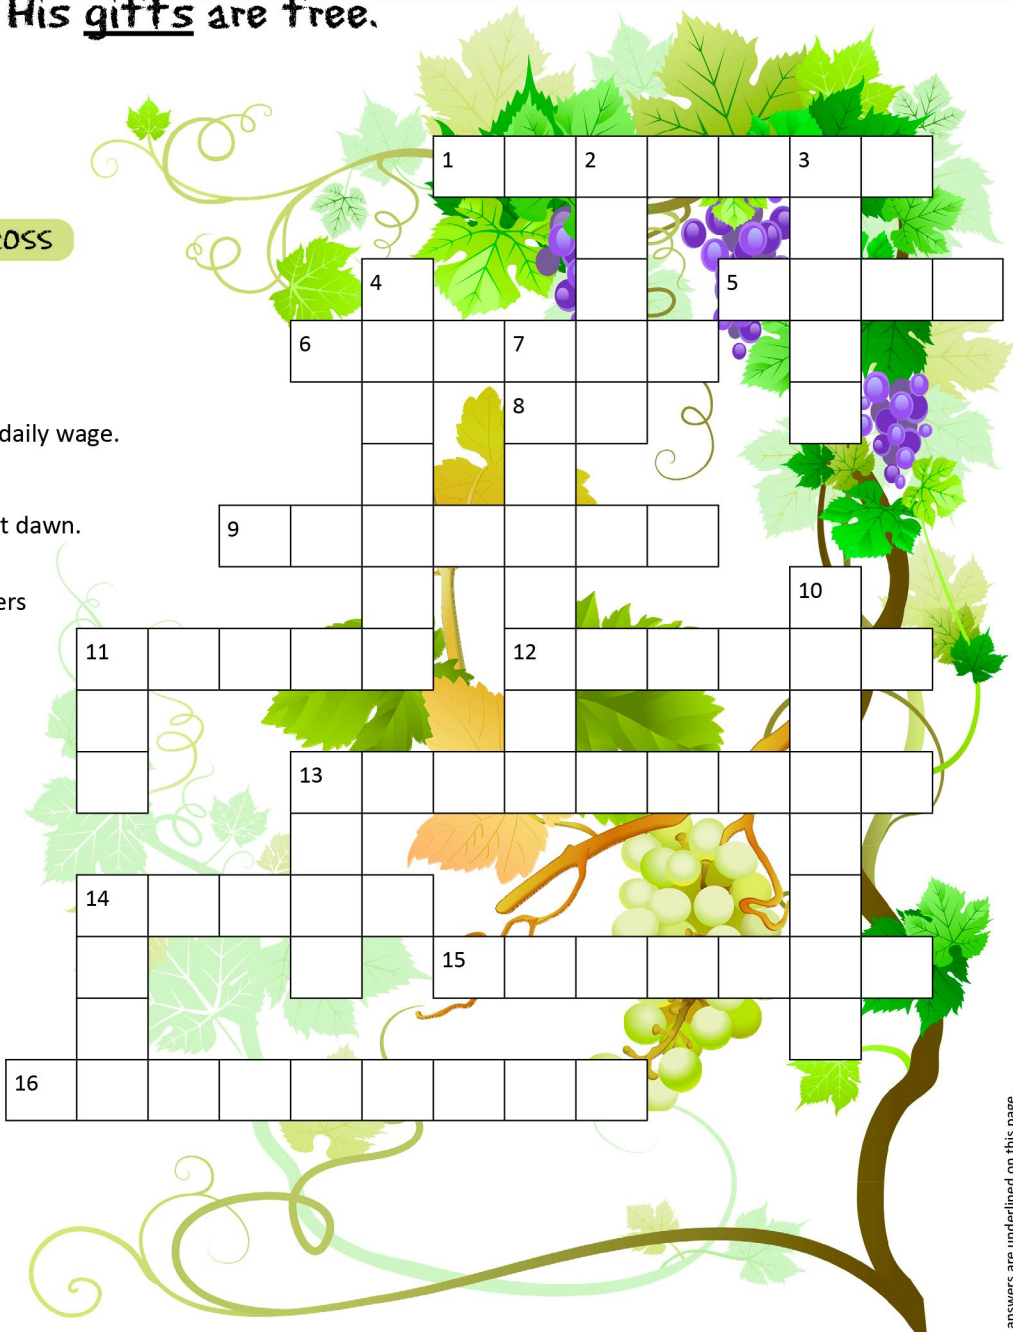 His gifts are free.
oss
daily wage.
t dawn.
ers
1 2 3
4 5
6 7
8
9
10
11 12
13
14
15
16
answers are underlined on this page